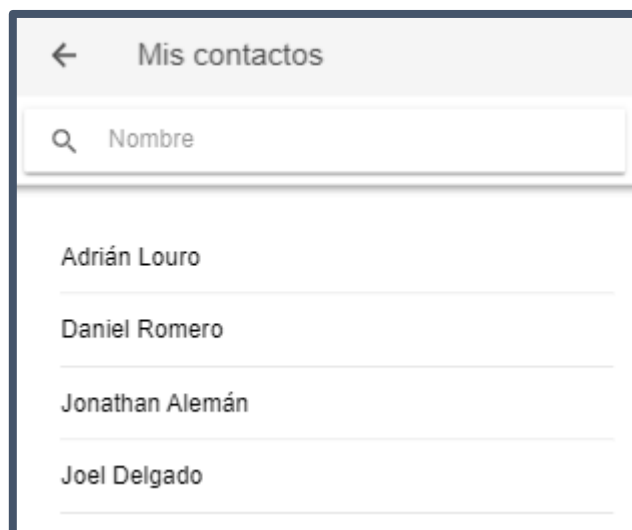 Mis contactos
Nombre
Adrián Louro
Daniel Romero
Jonathan Alemán
Joel Delgado